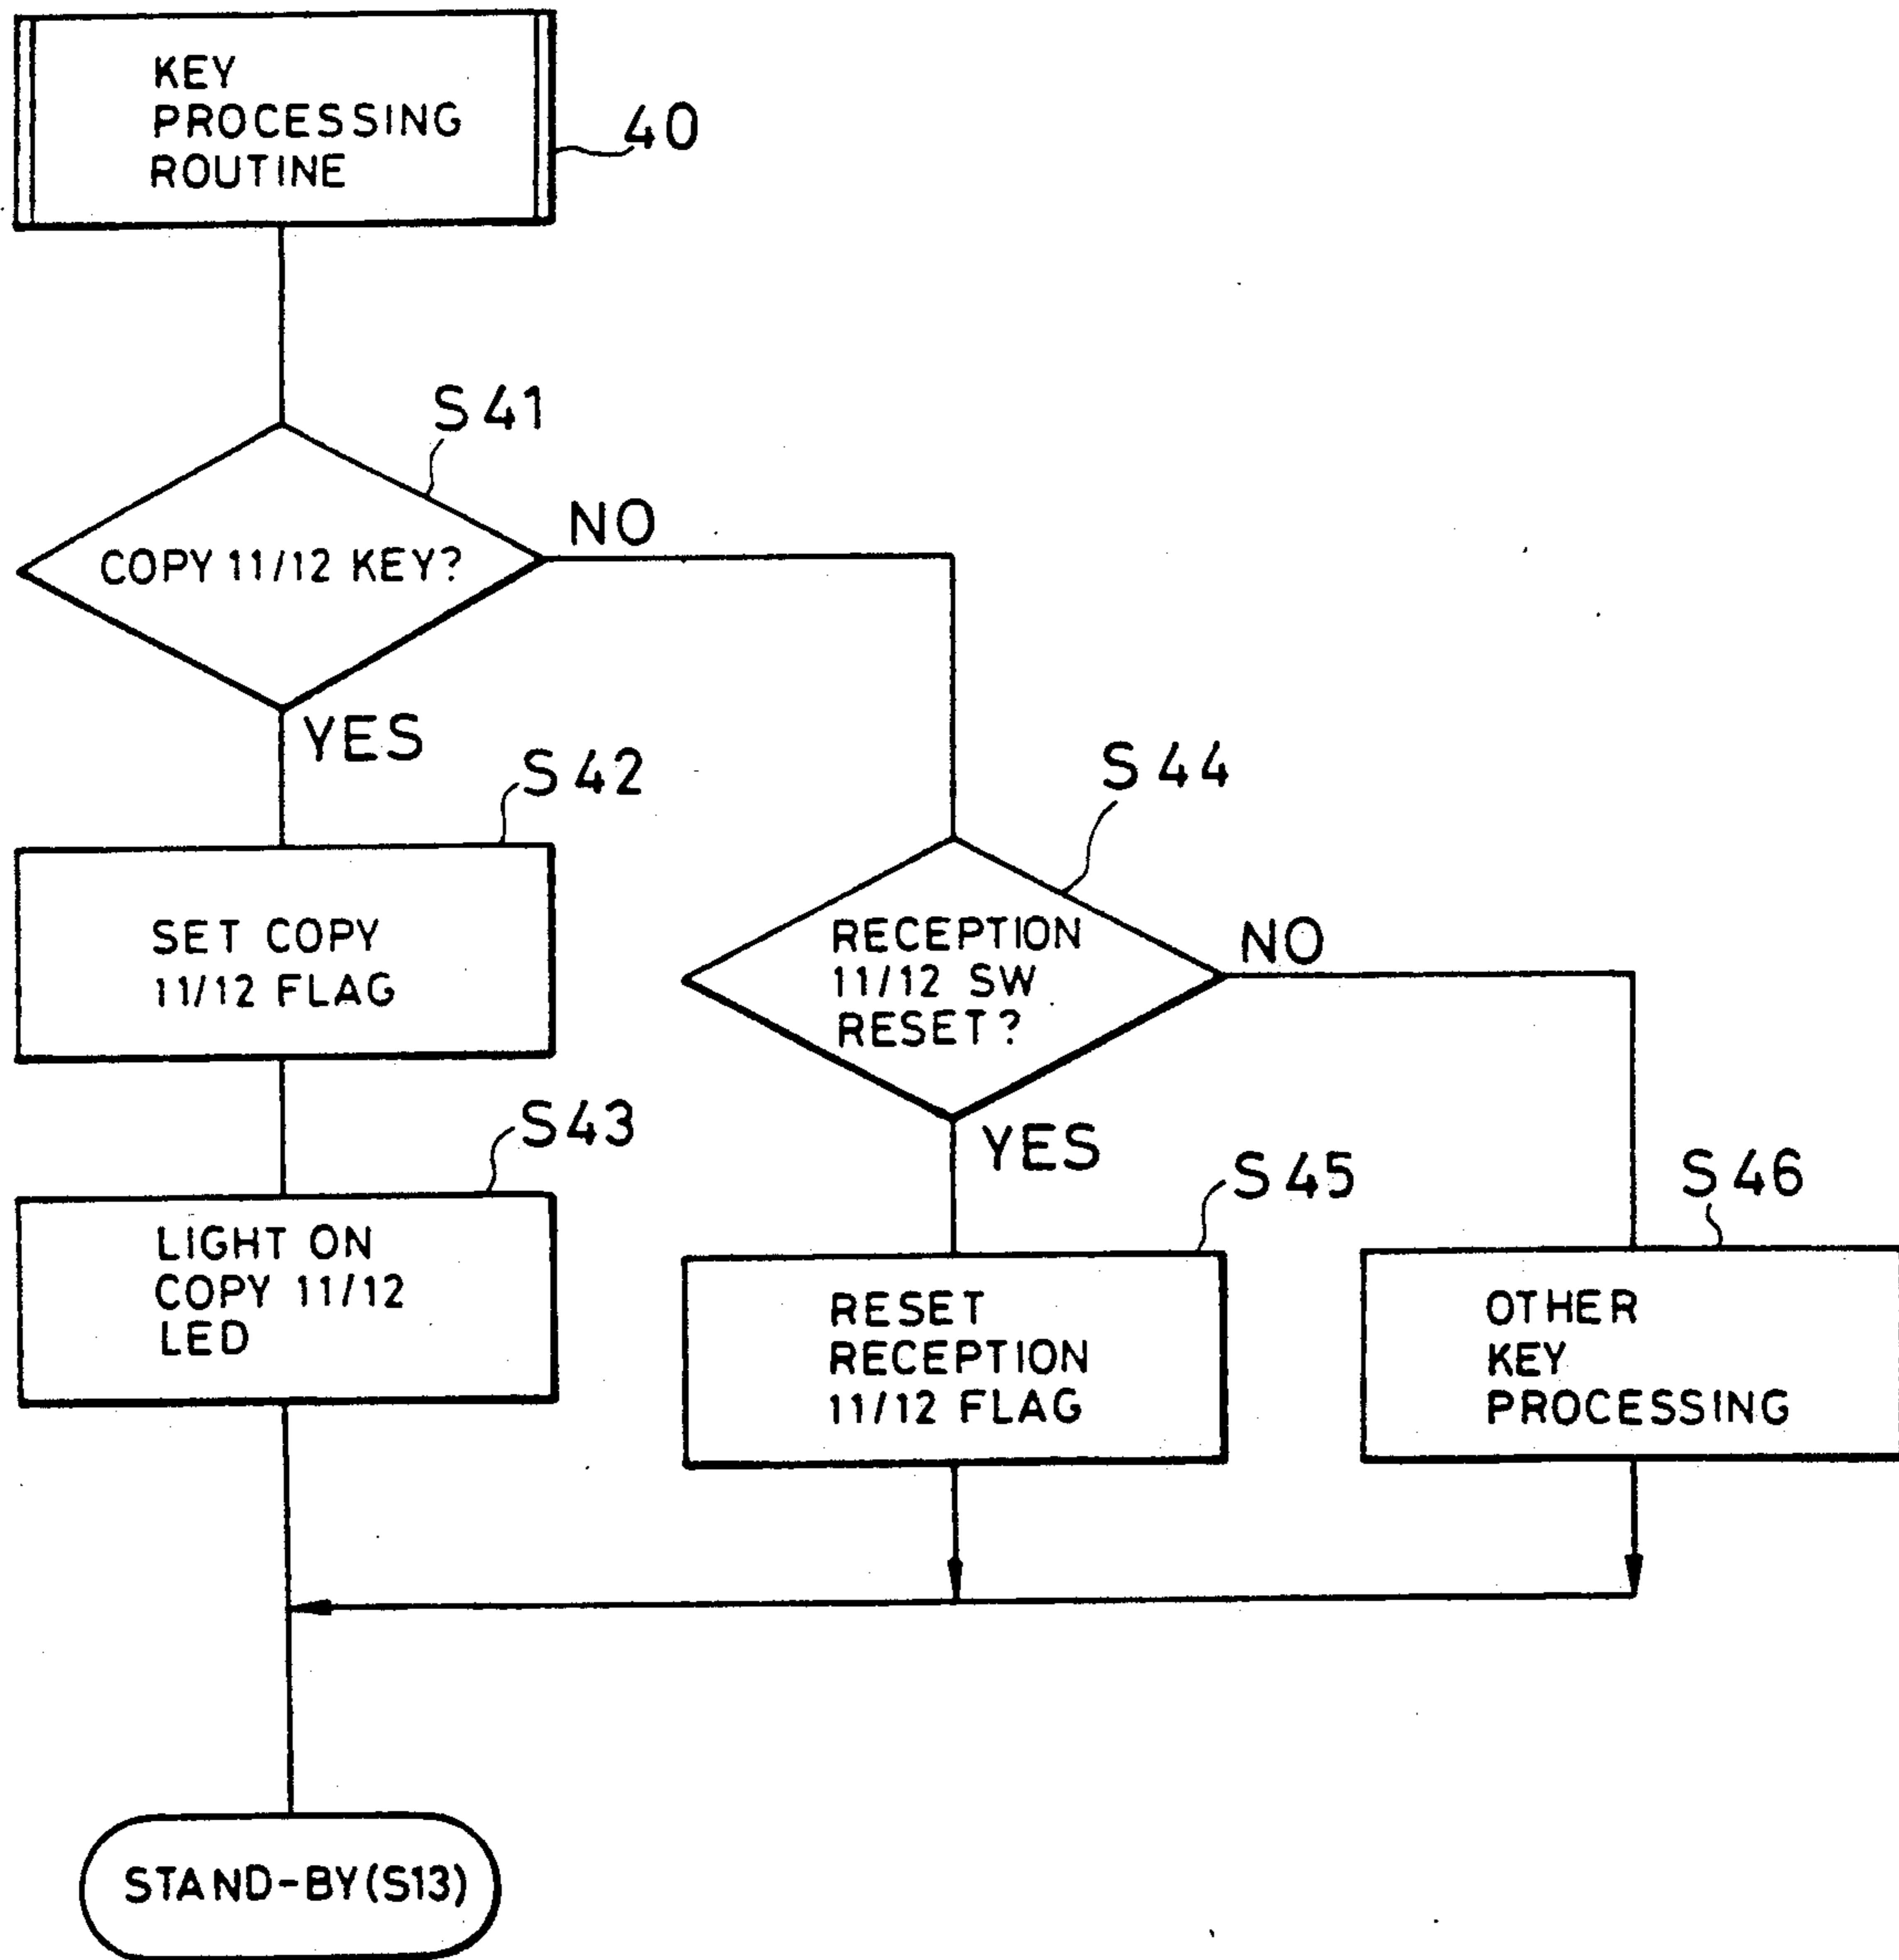 KEY
PROCESSING
ROUTINE
40
S41
COPY 11/12 KEY?
NO
YES
S42
SET COPY
11/12 FLAG
S43
LIGHT ON
COPY 11/12
LED
S44
RECEPTION
11/12 SW
RESET?
NO
YES
S45
RESET
RECEPTION
11/12 FLAG
S46
OTHER
KEY
PROCESSING
STAND-BY(S13)